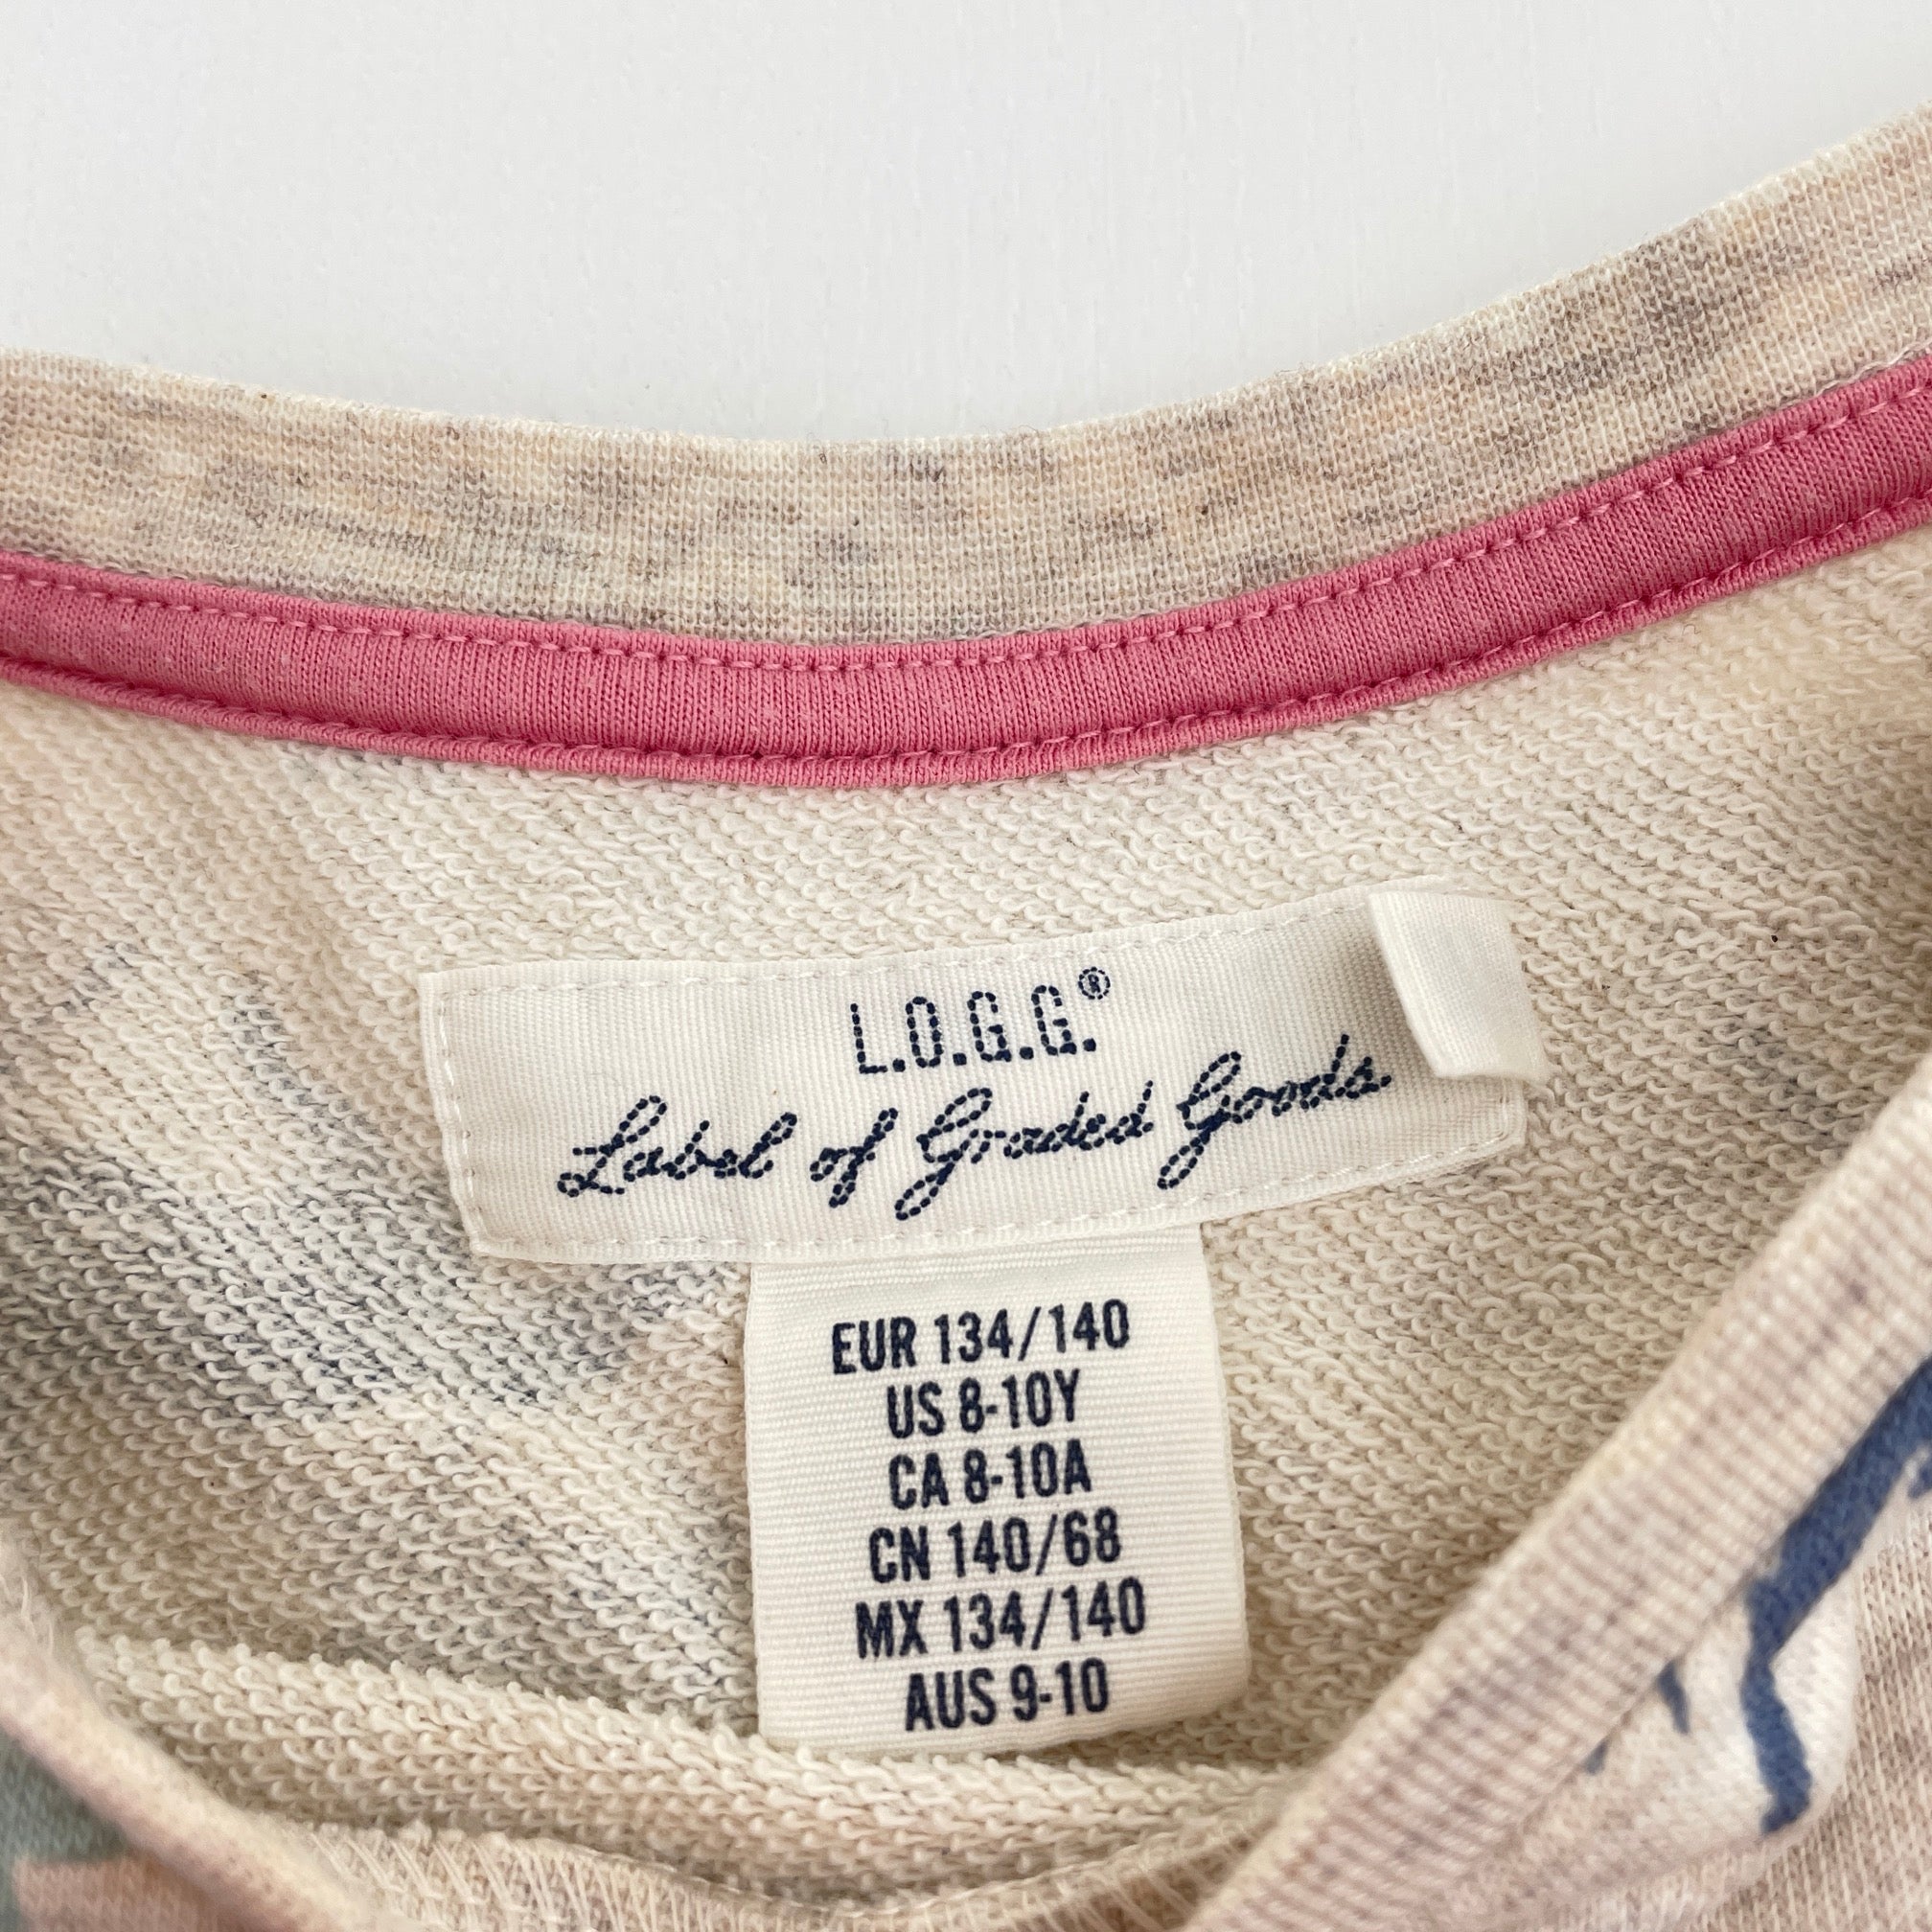 L.O.G.G.®
Label of Graded Goods.
EUR 134/140
US 8-10Y
CA 8-10A
CN 140/68
MX 134/140
AUS 9-10